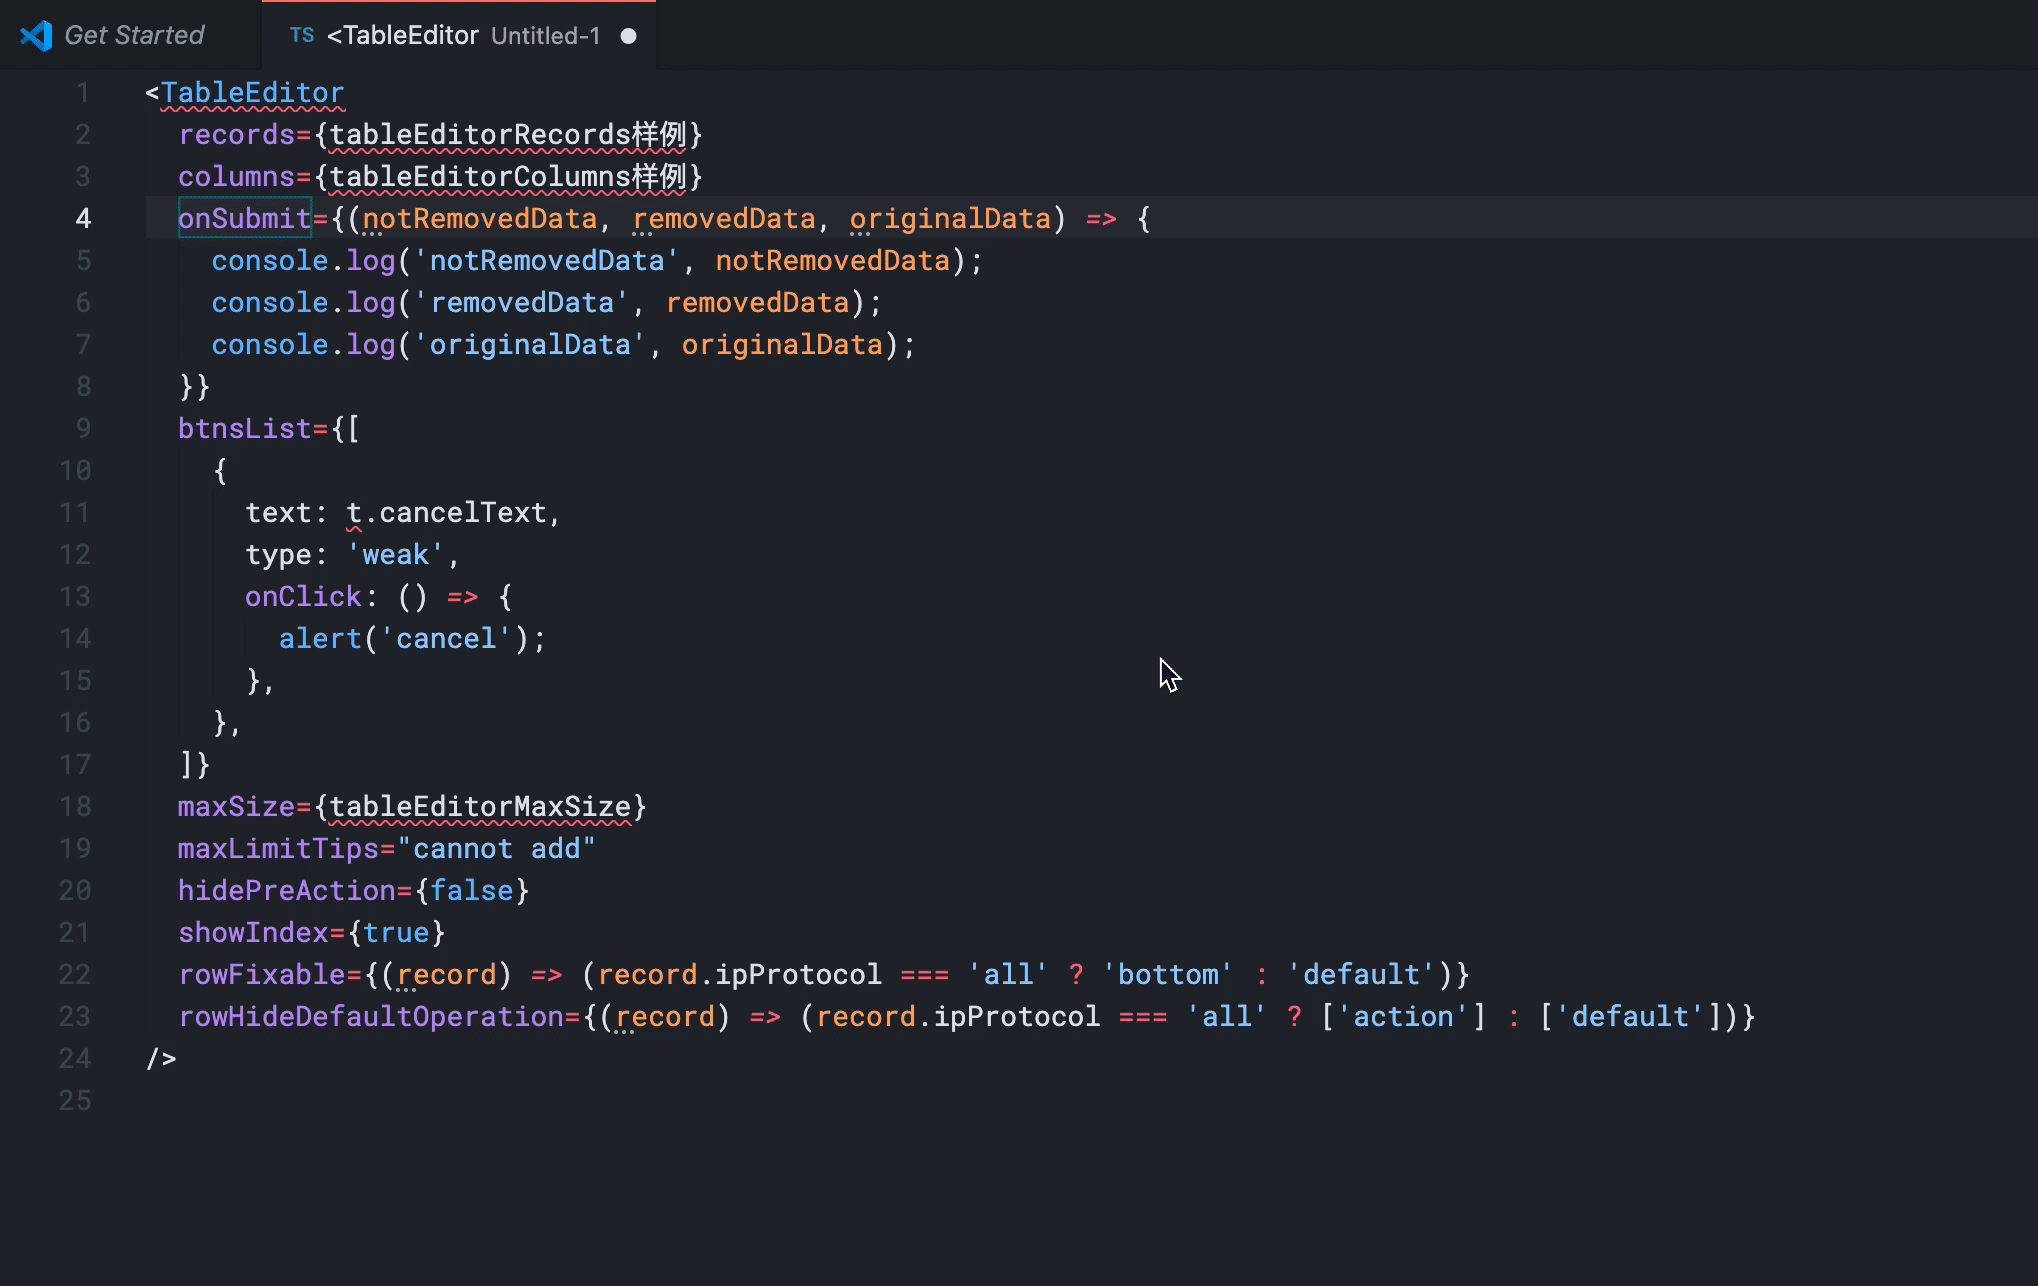 Get Started
TS <TableEditor Untitled-1
1 <TableEditor
2 records={tableEditorRecords样例}
3 columns={tableEditorColumns样例}
4 onSubmit={(notRemovedData, removedData, originalData) => {
5 console.log('notRemovedData', notRemovedData);
6 console.log('removedData', removedData);
7 console.log('originalData', originalData);
8 }}
9 btnsList={[
10 {
11 text: t.cancelText,
12 type: 'weak',
13 onClick: () => {
14 alert('cancel');
15 },
16 },
17 ]}
18 maxSize={tableEditorMaxSize}
19 maxLimitTips="cannot add"
20 hidePreAction={false}
21 showIndex={true}
22 rowFixable={(record) => (record.ipProtocol === 'all' ? 'bottom' : 'default')}
23 rowHideDefaultOperation={(record) => (record.ipProtocol === 'all' ? ['action'] : ['default'])}
24 />
25